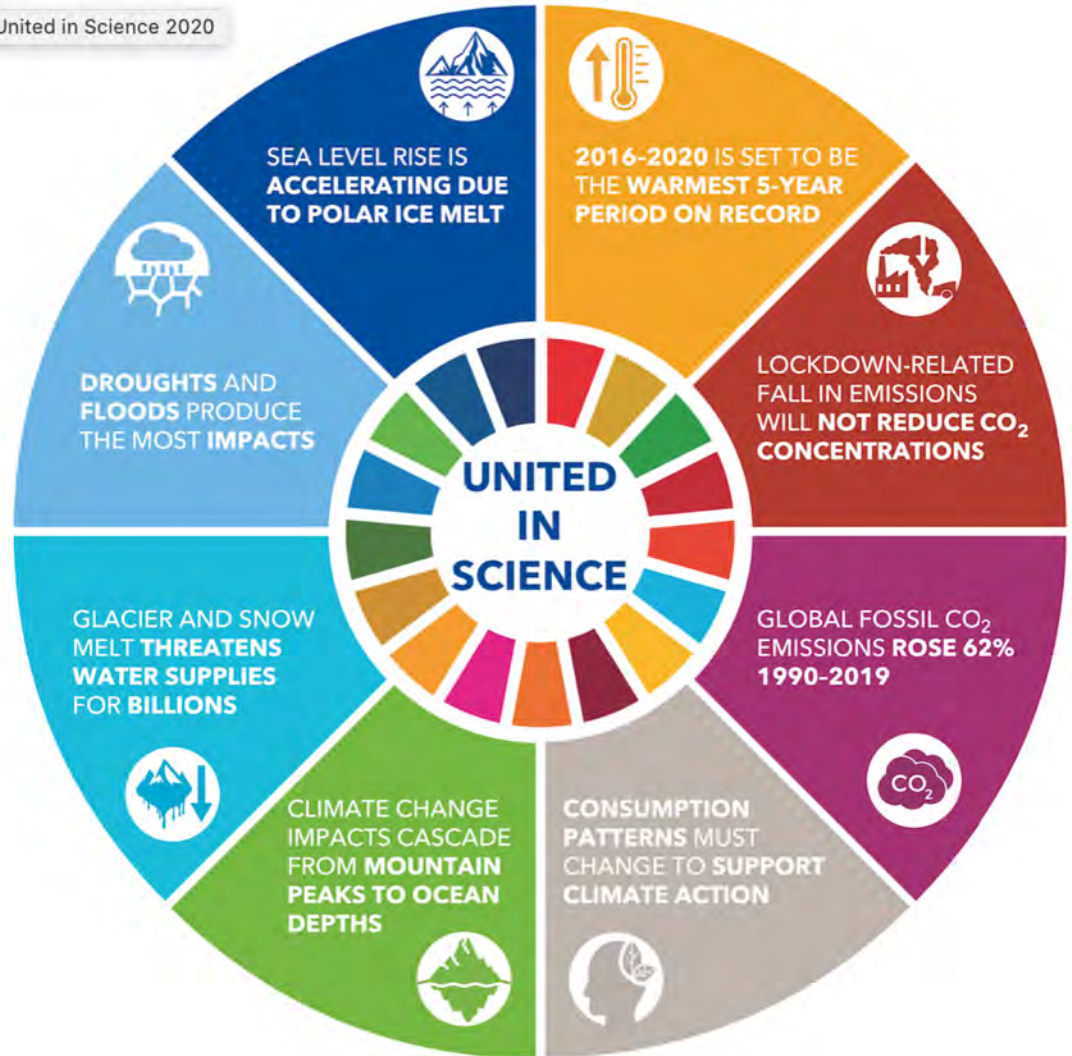 United in Science 2020
SEA LEVEL RISE IS
ACCELERATING DUE
TO POLAR ICE MELT
2016-2020 IS SET TO BE
THE WARMEST 5-YEAR
PERIOD ON RECORD
LOCKDOWN-RELATED
FALL IN EMISSIONS
WILL NOT REDUCE CO₂
CONCENTRATIONS
GLOBAL FOSSIL CO₂
EMISSIONS ROSE 62%
1990-2019
CO₂
CONSUMPTION
PATTERNS MUST
CHANGE TO SUPPORT
CLIMATE ACTION
CLIMATE CHANGE
IMPACTS CASCADE
FROM MOUNTAIN
PEAKS TO OCEAN
DEPTHS
GLACIER AND SNOW
MELT THREATENS
WATER SUPPLIES
FOR BILLIONS
DROUGHTS AND
FLOODS PRODUCE
THE MOST IMPACTS
UNITED
IN
SCIENCE